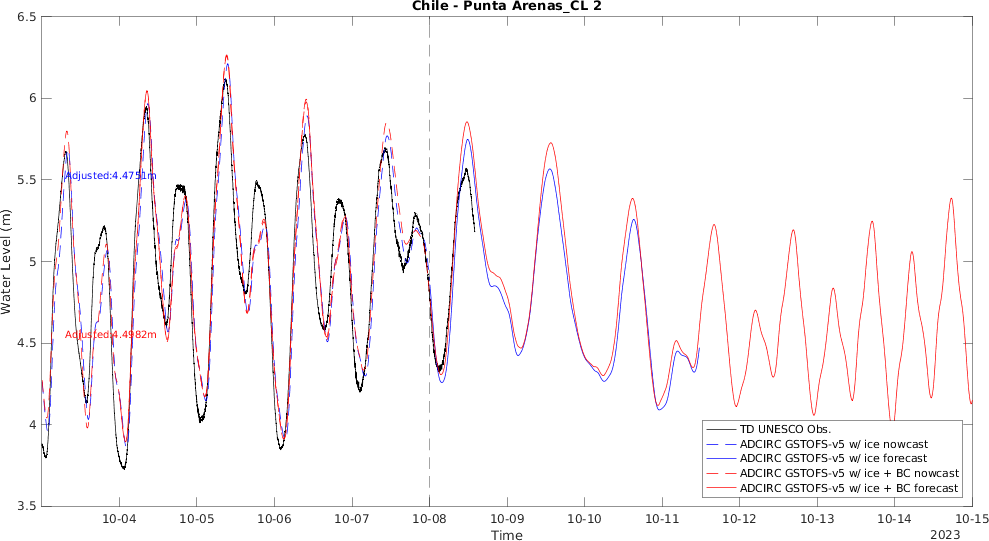 Chile - Punta Arenas_CL 2
6.5
6
5.5
5
4.5
4
3.5
Water Level (m)
Adjusted:4.4751m
Adjusted:4.4982m
TD UNESCO Obs.
ADCIRC GSTOFS-v5 w/ ice nowcast
ADCIRC GSTOFS-v5 w/ ice forecast
ADCIRC GSTOFS-v5 w/ ice + BC nowcast
ADCIRC GSTOFS-v5 w/ ice + BC forecast
10-04 10-05 10-06 10-07 10-08 10-09 10-10 10-11 10-12 10-13 10-14 10-15
Time
2023